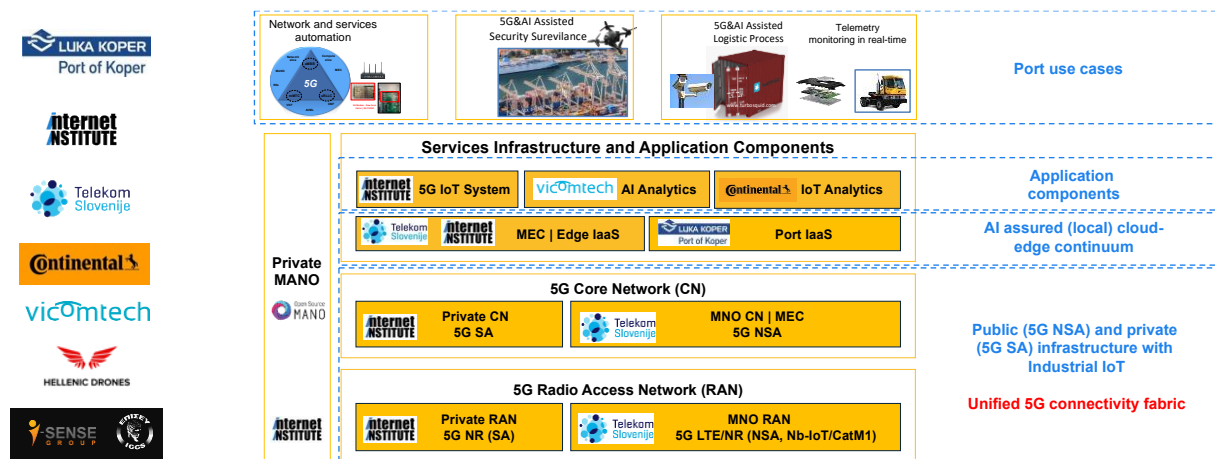 LUKA KOPER
Port of Koper
internet
INSTITUTE
Telekom
Slovenije
Continental
vicomtech
HELLENIC DRONES
i-SENSE
GROUP
ICCS
Network and services
automation
5G
5G&AI Assisted
Security Surevilance
5G&AI Assisted
Logistic Process
www.turbosquid.com
Telemetry
monitoring in real-time
Port use cases
Private
MANO
Open Source
MANO
internet
INSTITUTE
Services Infrastructure and Application Components
internet
INSTITUTE
5G IoT System
vicomtech
AI Analytics
Continental
IoT Analytics
Application
components
Telekom
Slovenije
internet
INSTITUTE
MEC | Edge IaaS
LUKA KOPER
Port of Koper
Port IaaS
AI assured (local) cloud-
edge continuum
5G Core Network (CN)
internet
INSTITUTE
Private CN
5G SA
Telekom
Slovenije
MNO CN | MEC
5G NSA
Public (5G NSA) and private
(5G SA) infrastructure with
Industrial IoT
Unified 5G connectivity fabric
5G Radio Access Network (RAN)
internet
INSTITUTE
Private RAN
5G NR (SA)
Telekom
Slovenije
MNO RAN
5G LTE/NR (NSA, Nb-IoT/CatM1)